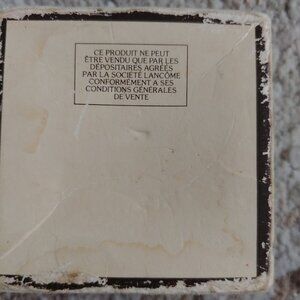 CE PRODUIT NE PEUT
ÊTRE VENDU QUE PAR LES
DÉPOSITAIRES AGRÉÉS
PAR LA SOCIÉTÉ LANCÔME
CONFORMÉMENT A SES
CONDITIONS GÉNÉRALES
DE VENTE